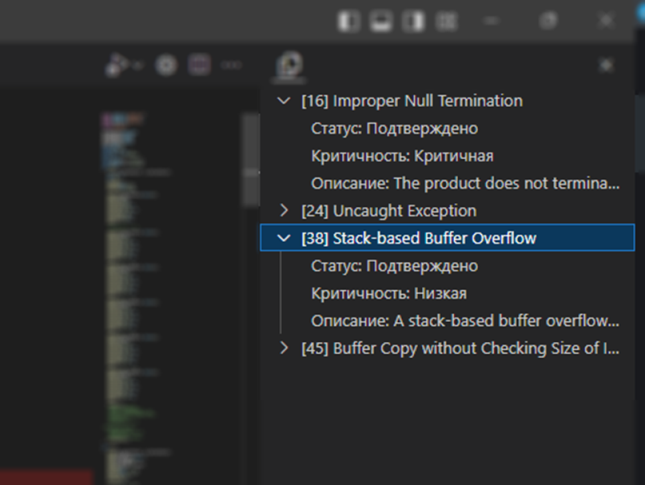 [16] Improper Null Termination
Статус: Подтверждено
Критичность: Критичная
Описание: The product does not termina...
[24] Uncaught Exception
[38] Stack-based Buffer Overflow
Статус: Подтверждено
Критичность: Низкая
Описание: A stack-based buffer overflow...
[45] Buffer Copy without Checking Size of I...